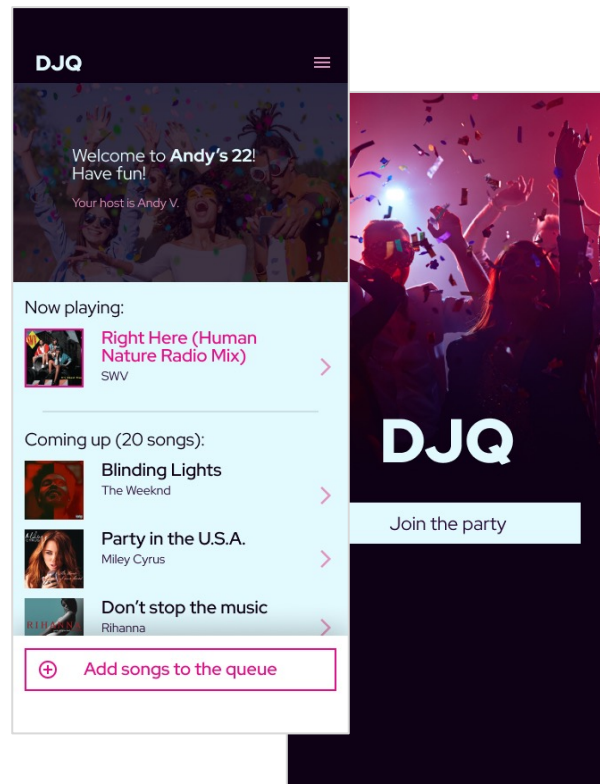 DJQ
Welcome to Andy’s 22!
Have fun!
Your host is Andy V.
Now playing:
Right Here (Human
Nature Radio Mix)
SWV
Coming up (20 songs):
Blinding Lights
The Weeknd
Party in the U.S.A.
Miley Cyrus
Don’t stop the music
RIHANNA
Rihanna
Add songs to the queue
DJQ
Join the party